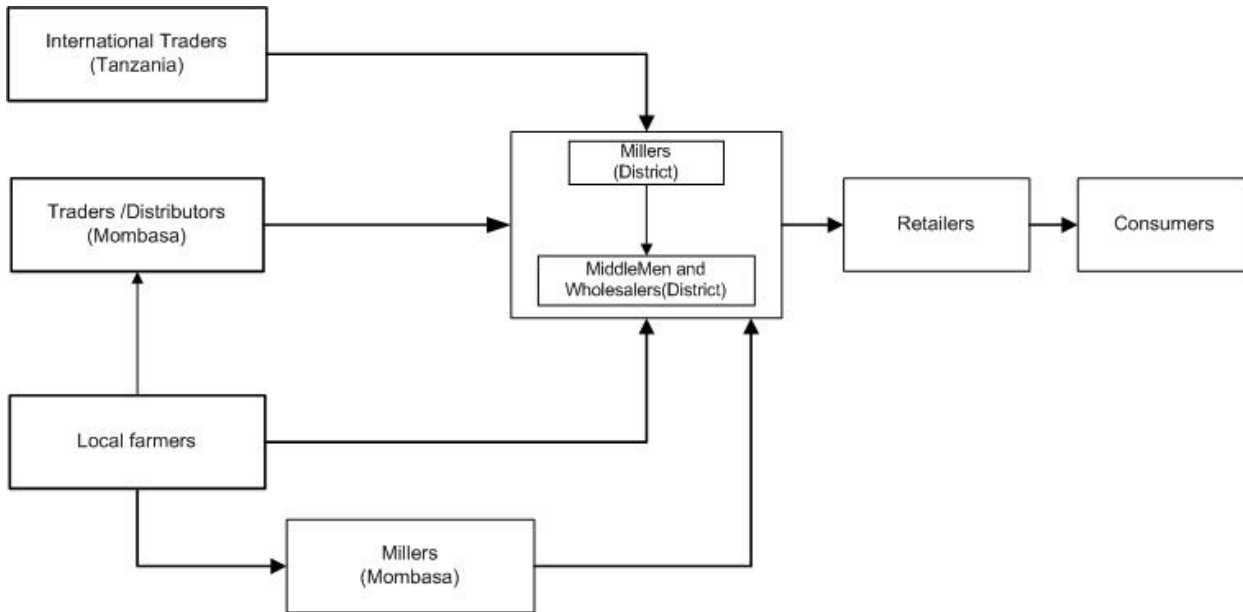 International Traders
(Tanzania)
Millers
(District)
Traders /Distributors
(Mombasa)
Retailers
Consumers
MiddleMen and
Wholesalers(District)
Local farmers
Millers
(Mombasa)